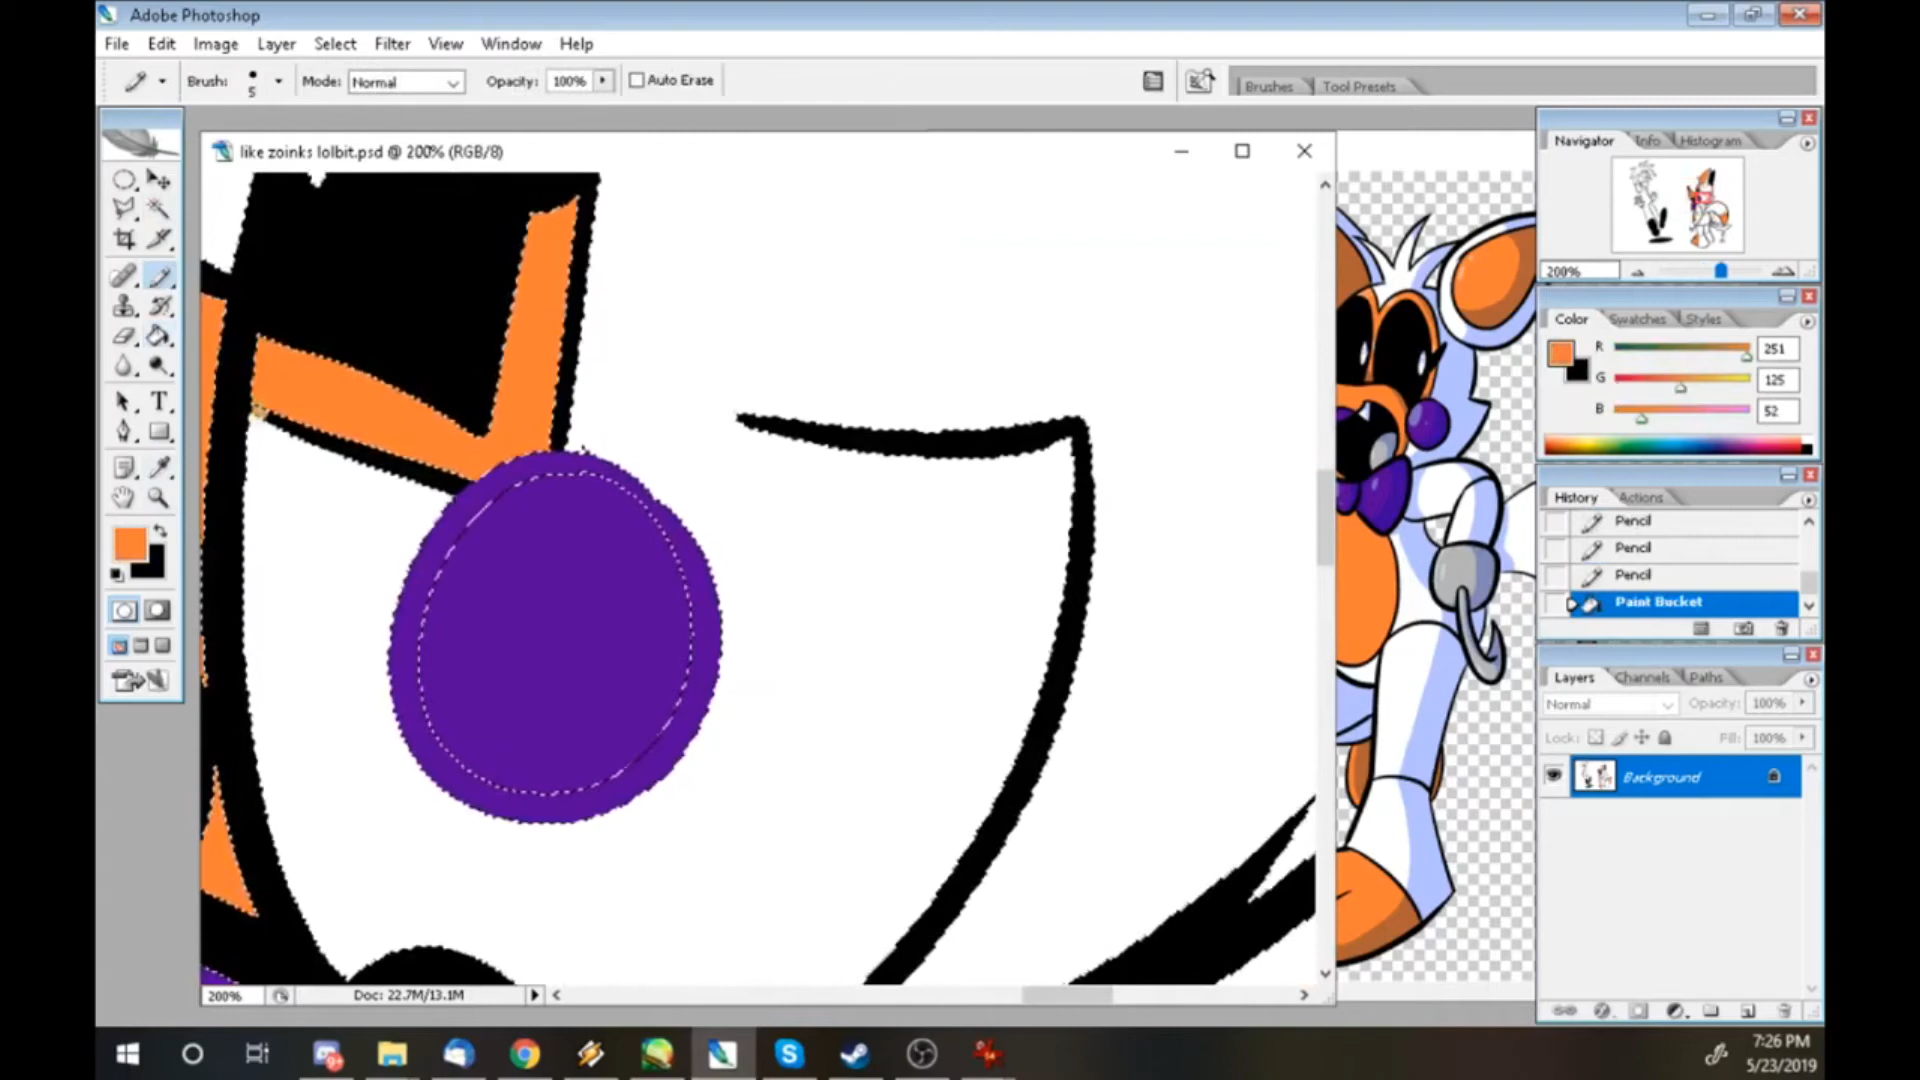 Adobe Photoshop
File Edit Image Layer Select Filter View Window Help
Brush: 5 Mode: Normal Opacity: 100% Auto Erase Brushes Tool Presets
like zoinks lolbit.psd @ 200% (RGB/8)
Navigator Info Histogram
200%
Color Swatches Styles
R 251
G 125
B 52
History Actions
Pencil
Pencil
Pencil
Paint Bucket
Layers Channels Paths
Normal Opacity: 100%
Lock: Fill: 100%
Background
200% Doc: 22.7M/13.1M
9+
7:26 PM
5/23/2019